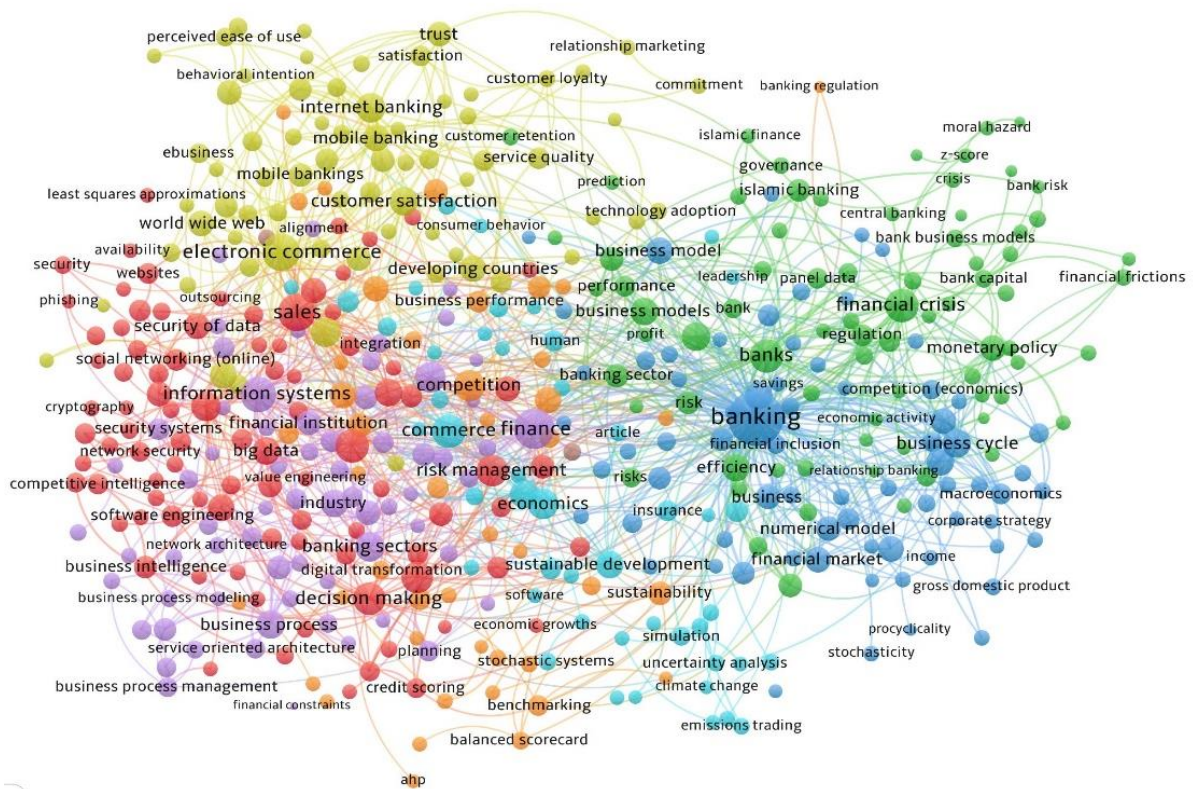 perceived ease of use
trust
satisfaction
relationship marketing
behavioral intention
customer loyalty
commitment
banking regulation
internet banking
mobile banking
customer retention
islamic finance
moral hazard
ebusiness
service quality
governance
z-score
mobile bankings
prediction
islamic banking
crisis
bank risk
least squares approximations
customer satisfaction
technology adoption
central banking
world wide web
alignment
consumer behavior
bank business models
availability
electronic commerce
business model
security
websites
developing countries
leadership
panel data
bank capital
financial frictions
phishing
outsourcing
business performance
performance
sales
business models
bank
financial crisis
security of data
integration
human
profit
regulation
social networking (online)
banks
monetary policy
information systems
competition
banking sector
savings
competition (economics)
cryptography
risk
security systems
financial institution
commerce
finance
article
banking
economic activity
network security
big data
financial inclusion
business cycle
competitive intelligence
value engineering
risk management
risks
efficiency
relationship banking
industry
economics
insurance
business
macroeconomics
software engineering
numerical model
corporate strategy
network architecture
banking sectors
business intelligence
digital transformation
sustainable development
financial market
income
business process modeling
decision making
software
sustainability
gross domestic product
business process
economic growths
simulation
procyclicality
service oriented architecture
planning
stochastic systems
uncertainty analysis
stochasticity
business process management
credit scoring
climate change
financial constraints
benchmarking
emissions trading
balanced scorecard
ahp